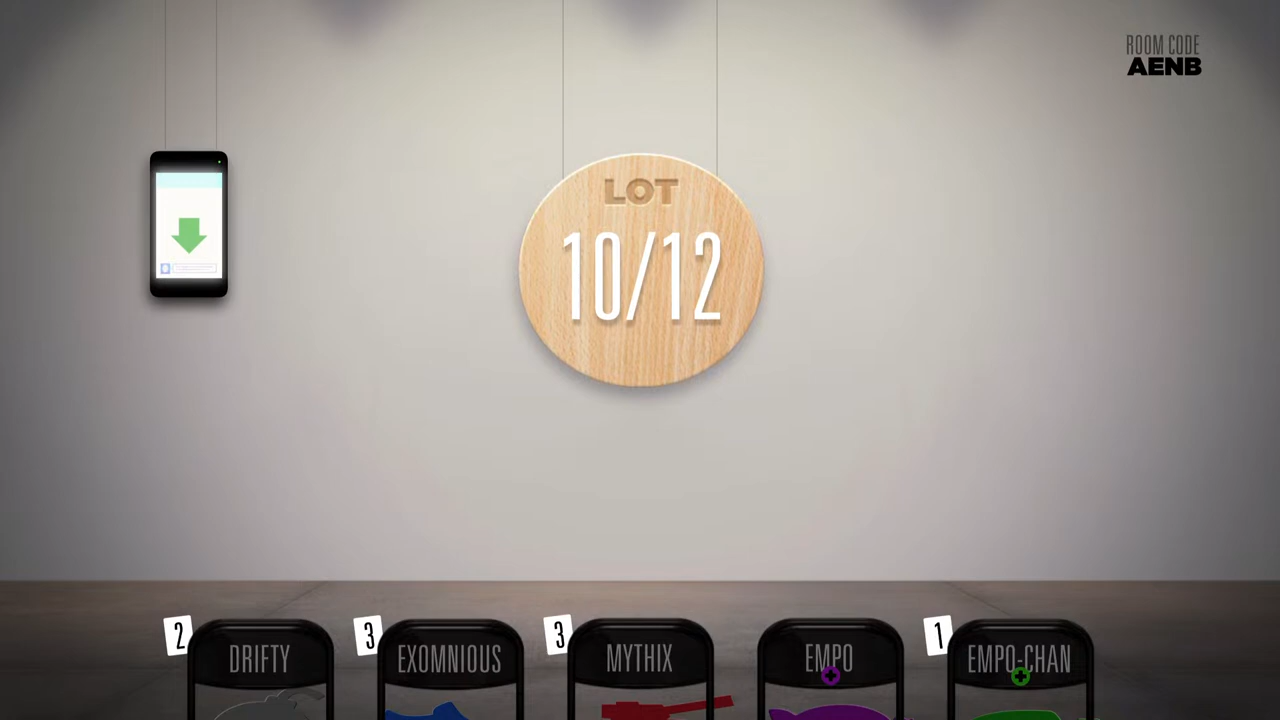 ROOM CODE
AENB
LOT
10/12
2
DRIFTY
3
EXOMNIOUS
3
MYTHIX
EMPO
1
EMPO-CHAN